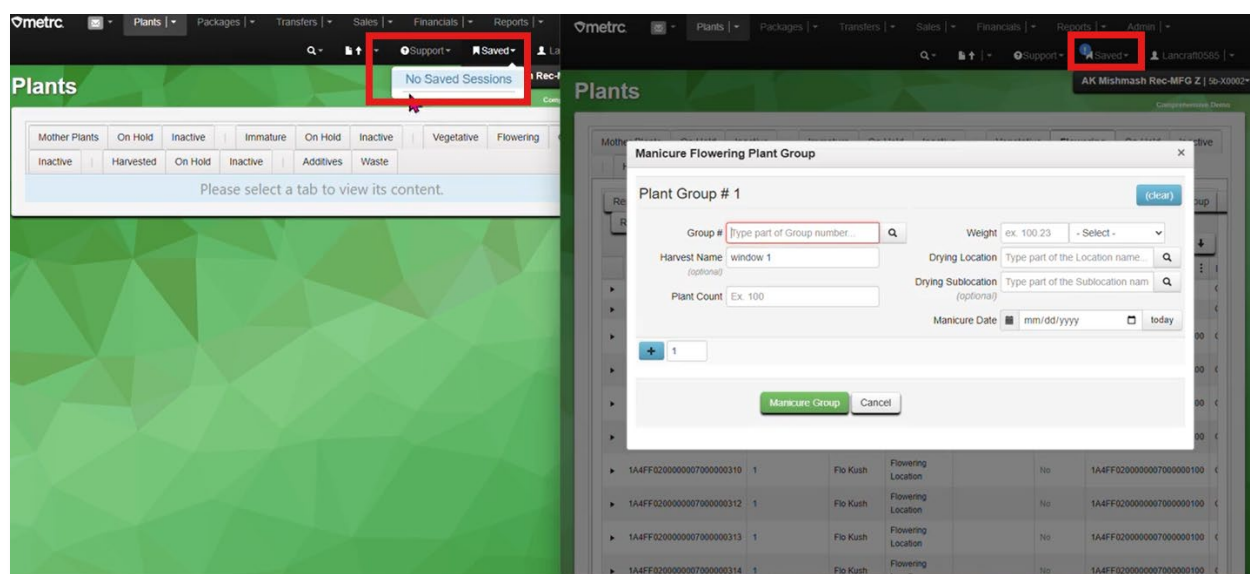 metrc
Plants | Packages | Transfers | Sales | Financials | Reports |
Support Saved
No Saved Sessions
Plants
Mother Plants On Hold Inactive Immature On Hold Inactive Vegetative Flowering
Inactive Harvested On Hold Inactive Additives Waste
Please select a tab to view its content.
metrc
Plants | Packages | Transfers | Sales | Financials | Reports | Admin |
Support Saved Lancraft0585 |
AK Mishmash Rec-MFG Z | 5b-X0002
Plants
Comprehensive Demo
Manicure Flowering Plant Group ×
Plant Group # 1 (clear)
Group # Type part of Group number... Weight ex. 100.23 - Select -
Harvest Name window 1 Drying Location Type part of the Location name...
(optional)
Drying Sublocation Type part of the Sublocation nam
Plant Count Ex. 100 (optional)
Manicure Date mm/dd/yyyy today
+ 1
Manicure Group Cancel
1A4FF0200000007000000310 1 Flo Kush Flowering Location No 1A4FF0200000007000000100
1A4FF0200000007000000312 1 Flo Kush Flowering Location No 1A4FF0200000007000000100
1A4FF0200000007000000313 1 Flo Kush Flowering Location No 1A4FF0200000007000000100
1A4FF0200000007000000314 1 Flo Kush Flowering No 1A4FF0200000007000000100